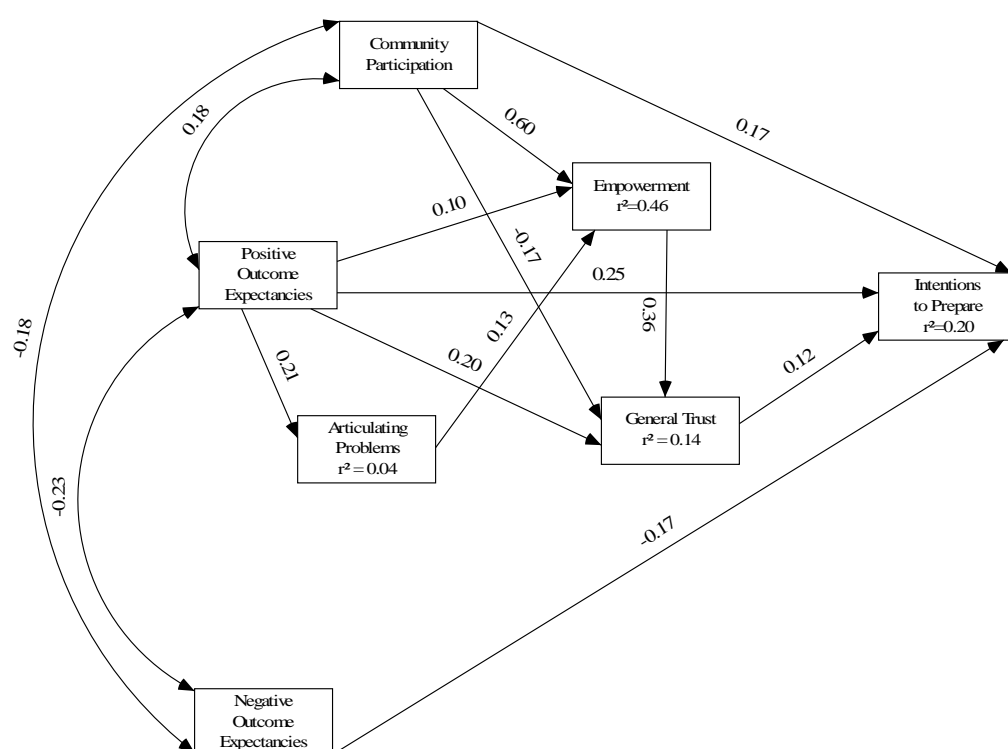 Community
Participation
0.18
0.60
0.17
Empowerment
r²=0.46
0.10
-0.17
Positive
Outcome
Expectancies
0.25
Intentions
to Prepare
r²=0.20
-0.18
0.21
0.20
0.13
0.36
0.12
Articulating
Problems
r² = 0.04
General Trust
r² = 0.14
-0.23
-0.17
Negative
Outcome
Expectancies